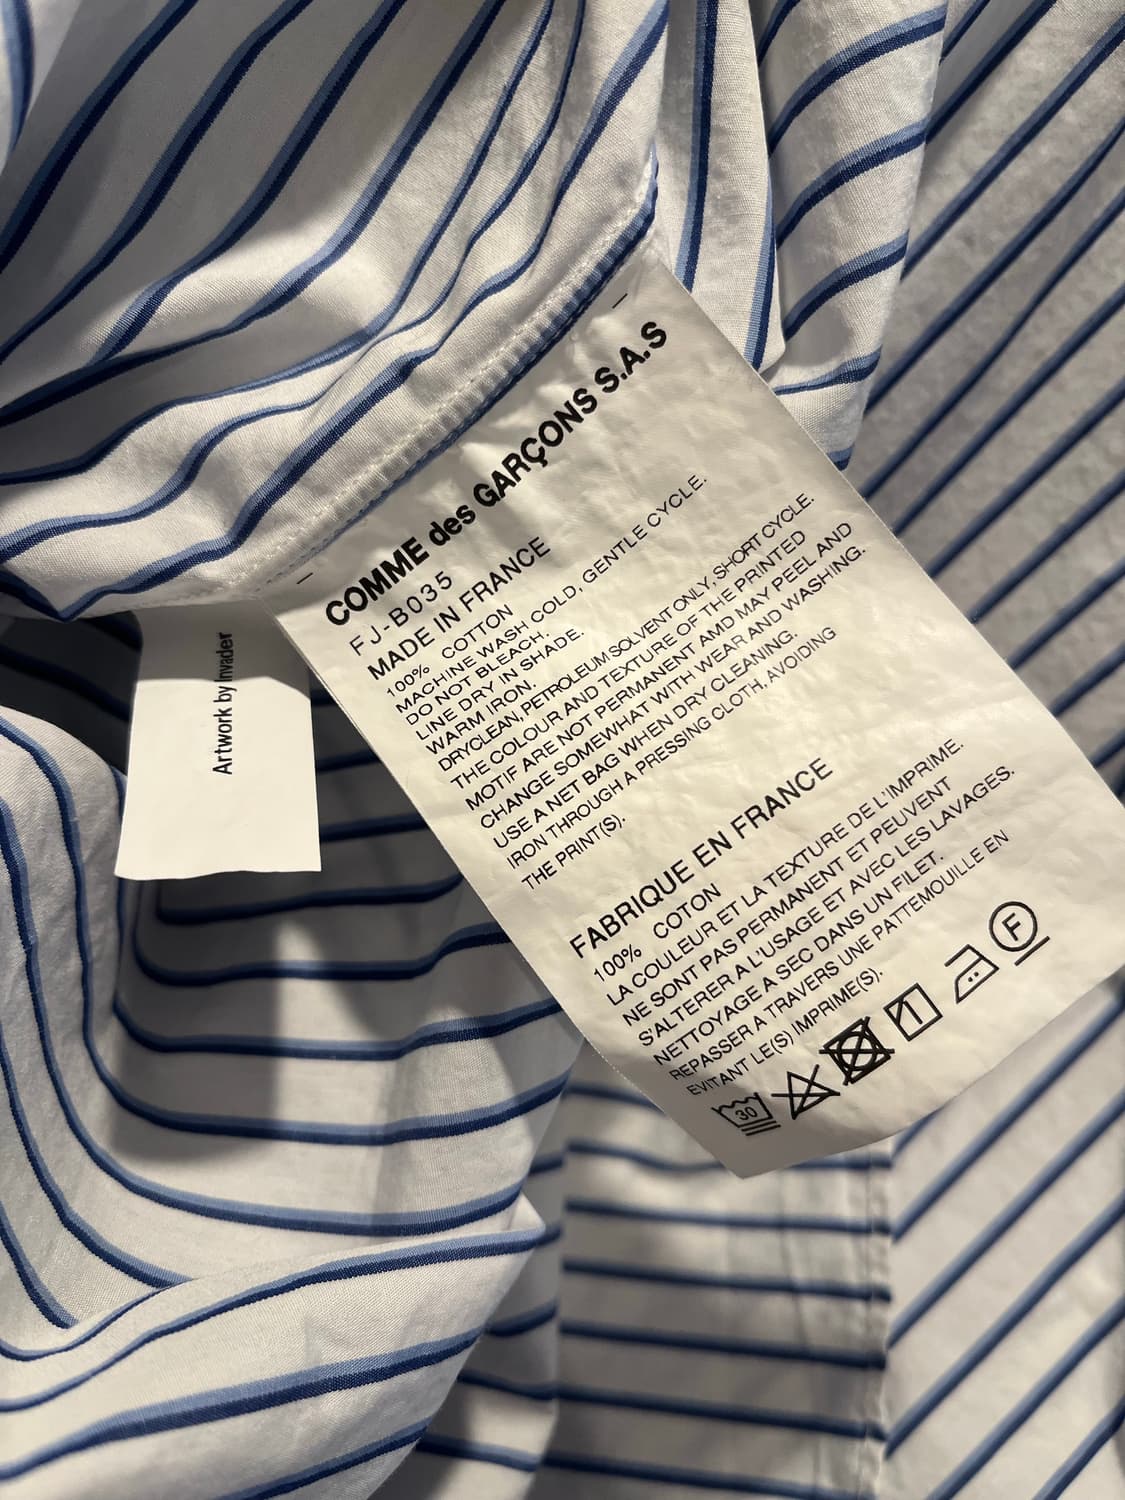 COMME des GARÇONS S.A.S
FJ-B035
MADE IN FRANCE
100% COTTON
MACHINE WASH COLD, GENTLE CYCLE.
DO NOT BLEACH.
LINE DRY IN SHADE.
WARM IRON.
DRYCLEAN, PETROLEUM SOLVENT ONLY, SHORT CYCLE.
THE COLOUR AND TEXTURE OF THE PRINTED
MOTIF ARE NOT PERMANENT AMD MAY PEEL AND
CHANGE SOMEWHAT WITH WEAR AND WASHING.
USE A NET BAG WHEN DRY CLEANING.
IRON THROUGH A PRESSING CLOTH, AVOIDING
THE PRINT(S).
FABRIQUE EN FRANCE
100% COTON
LA COULEUR ET LA TEXTURE DE L'IMPRIME.
NE SONT PAS PERMANENT ET PEUVENT
S'ALTERER A L'USAGE ET AVEC LES LAVAGES.
NETTOYAGE A SEC DANS UN FILET.
REPASSER A TRAVERS UNE PATTEMOUILLE EN
EVITANT LE(S) IMPRIME(S).
30
1
F
Artwork by Invader